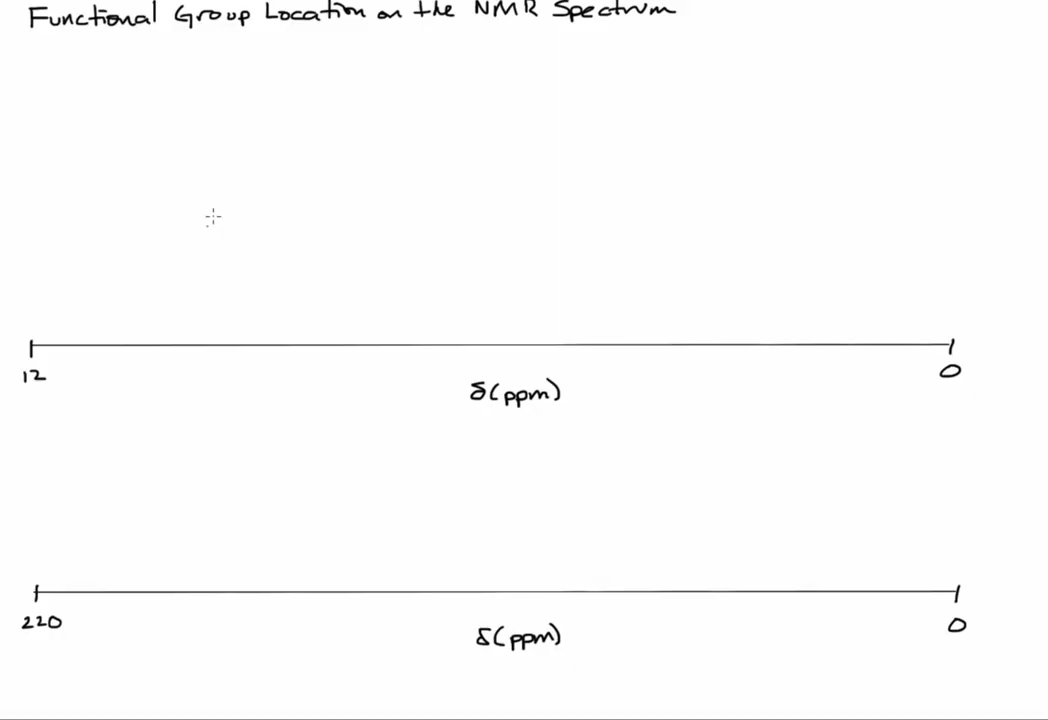 Functional Group Location on the NMR Spectrum
12
0
δ(ppm)
220
0
δ(ppm)